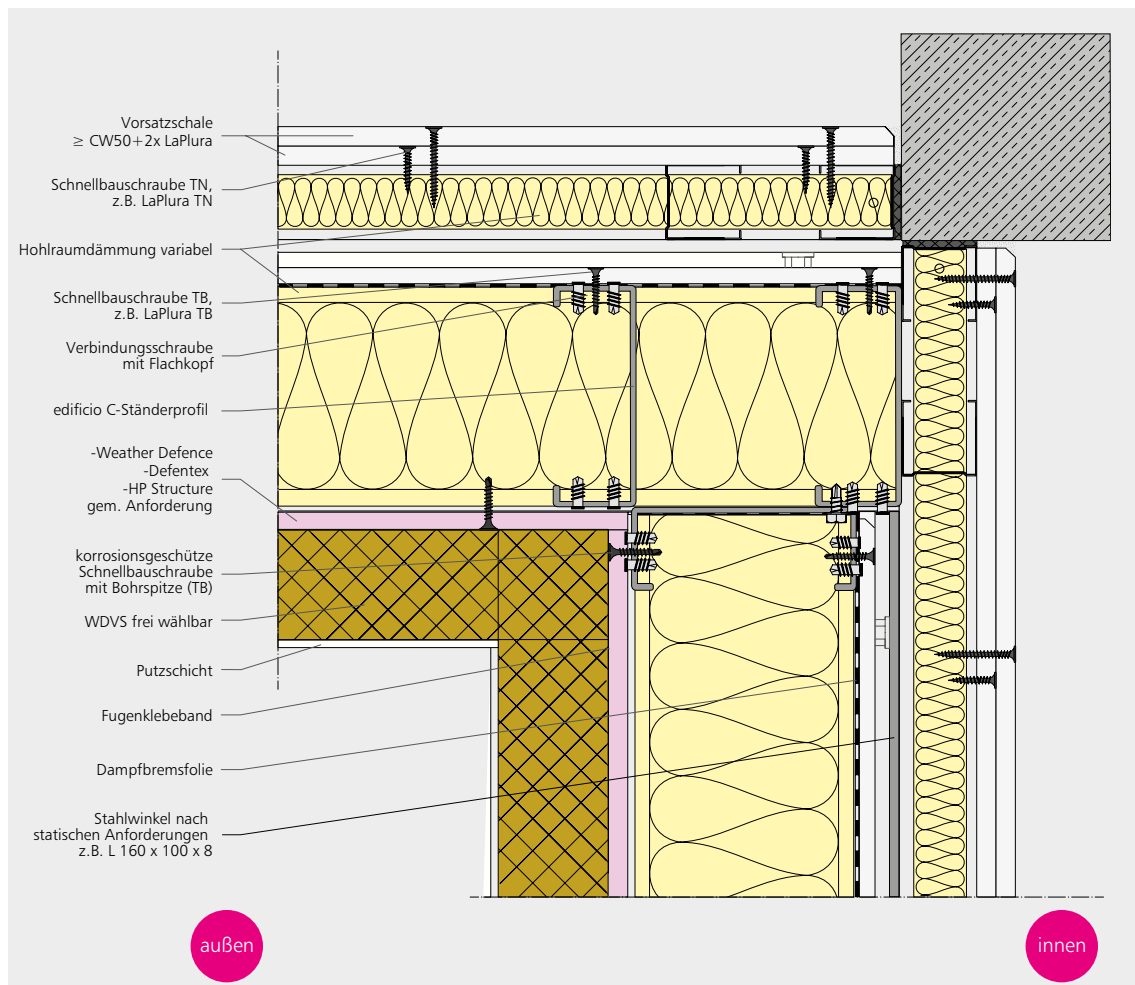 Vorsatzschale
≥ CW50+2x LaPlura
Schnellbauschraube TN,
z.B. LaPlura TN
Hohlraumdämmung variabel
Schnellbauschraube TB,
z.B. LaPlura TB
Verbindungsschraube
mit Flachkopf
edificio C-Ständerprofil
-Weather Defence
-Defentex
-HP Structure
gem. Anforderung
korrosionsgeschütze
Schnellbauschraube
mit Bohrspitze (TB)
WDVS frei wählbar
Putzschicht
Fugenklebeband
Dampfbremsfolie
Stahlwinkel nach
statischen Anforderungen
z.B. L 160 x 100 x 8
außen
innen